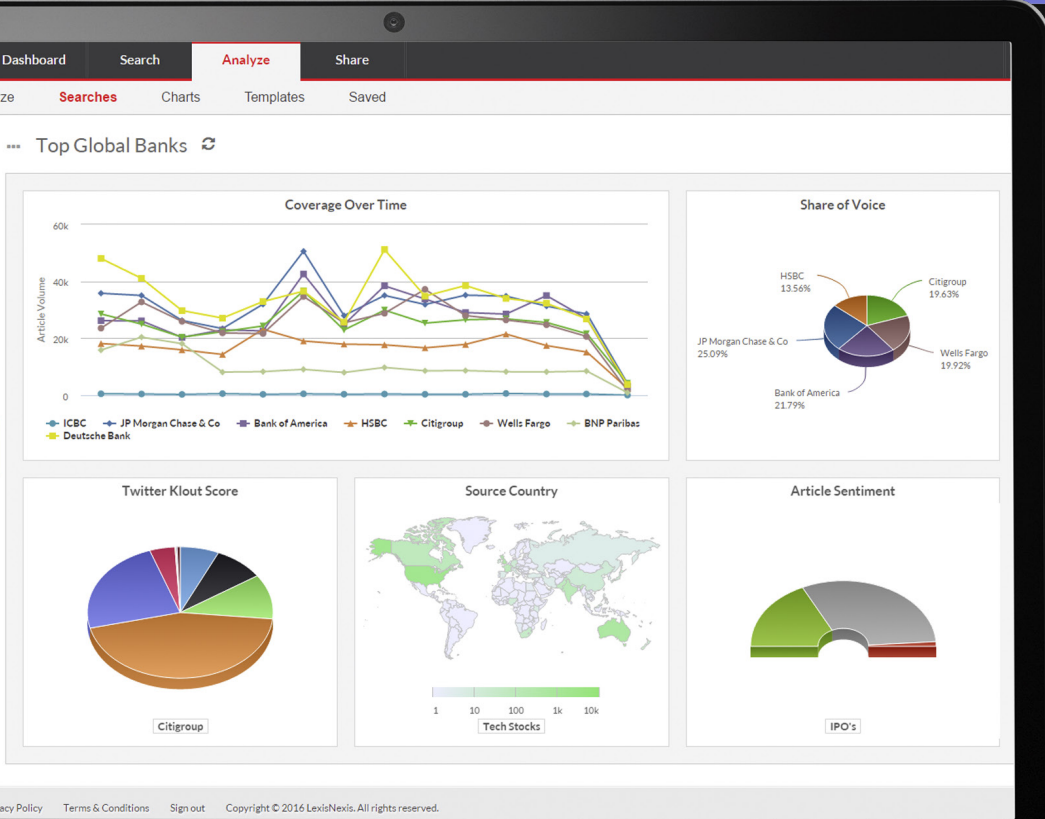 Dashboard
Search
Analyze
Share
ze
Searches
Charts
Templates
Saved
Top Global Banks
Coverage Over Time
60k
40k
20k
0
Article Volume
ICBC
JP Morgan Chase & Co
Bank of America
HSBC
Citigroup
Wells Fargo
BNP Paribas
Deutsche Bank
Share of Voice
HSBC
13.56%
Citigroup
19.63%
JP Morgan Chase & Co
25.09%
Wells Fargo
19.92%
Bank of America
21.79%
Twitter Klout Score
Citigroup
Source Country
1
10
100
1k
10k
Tech Stocks
Article Sentiment
IPO's
acy Policy
Terms & Conditions
Sign out
Copyright © 2016 LexisNexis. All rights reserved.